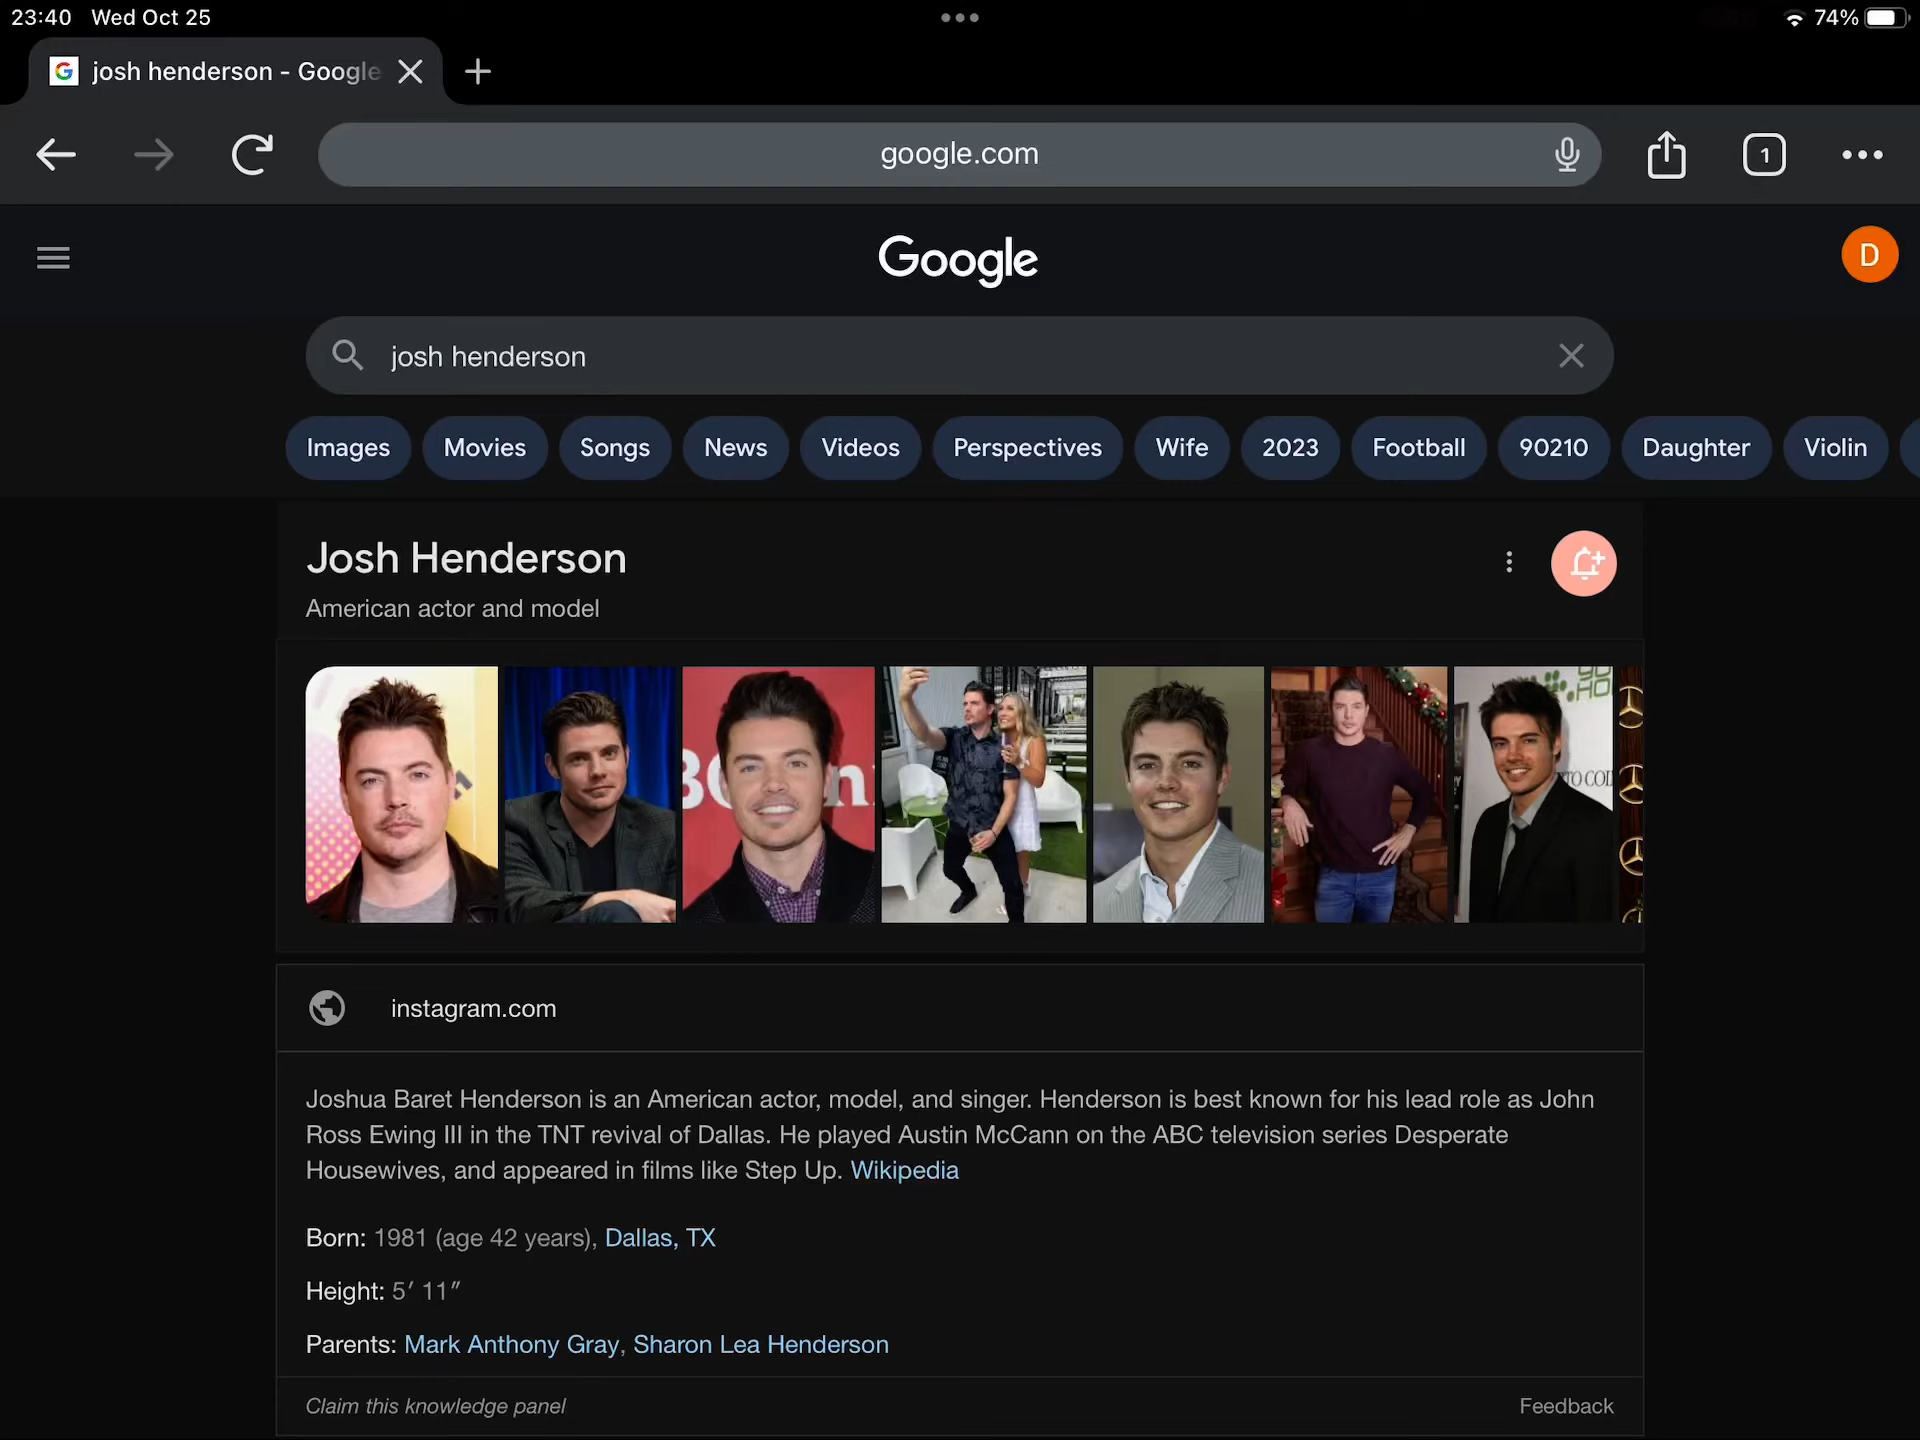 23:40 Wed Oct 25
74%
josh henderson - Google
google.com
1
Google
D
josh henderson
Images Movies Songs News Videos Perspectives Wife 2023 Football 90210 Daughter Violin
Josh Henderson
American actor and model
instagram.com
Joshua Baret Henderson is an American actor, model, and singer. Henderson is best known for his lead role as John
Ross Ewing III in the TNT revival of Dallas. He played Austin McCann on the ABC television series Desperate
Housewives, and appeared in films like Step Up. Wikipedia
Born: 1981 (age 42 years), Dallas, TX
Height: 5′ 11″
Parents: Mark Anthony Gray, Sharon Lea Henderson
Claim this knowledge panel Feedback